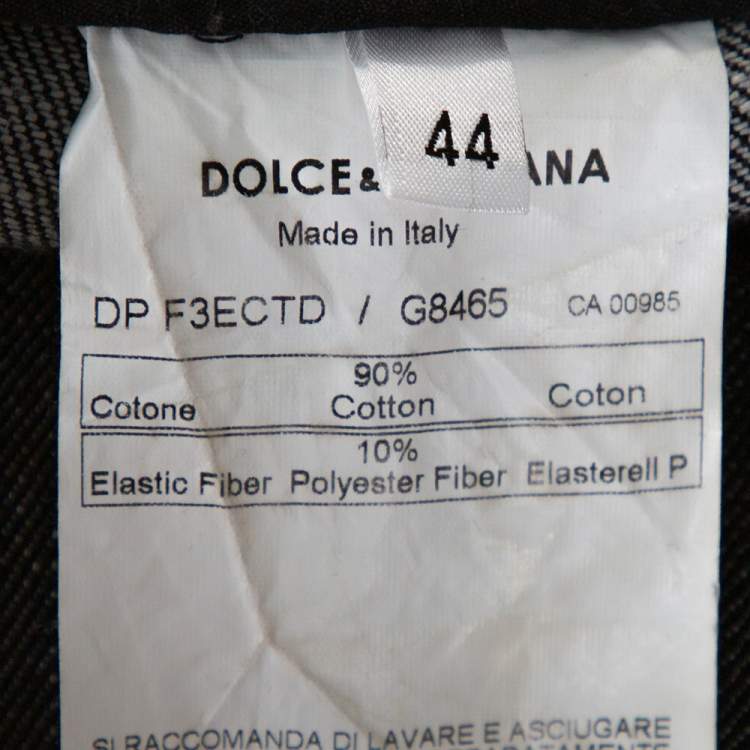 44
DOLCE& ANA
Made in Italy
DP F3ECTD / G8465 CA 00985
90%
Cotone Cotton Coton
10%
Elastic Fiber Polyester Fiber Elasterell P
SI RACCOMANDA DI LAVARE E ASCIUGARE